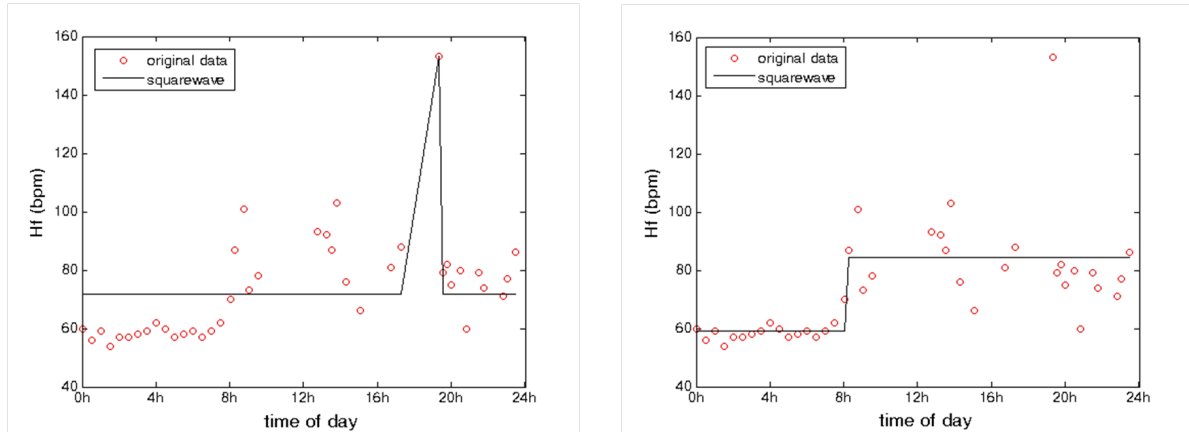 160
140
120
100
80
60
40
Hf (bpm)
original data
squarewave
0h 4h 8h 12h 16h 20h 24h
time of day
160
140
120
100
80
60
40
Hf (bpm)
original data
squarewave
0h 4h 8h 12h 16h 20h 24h
time of day